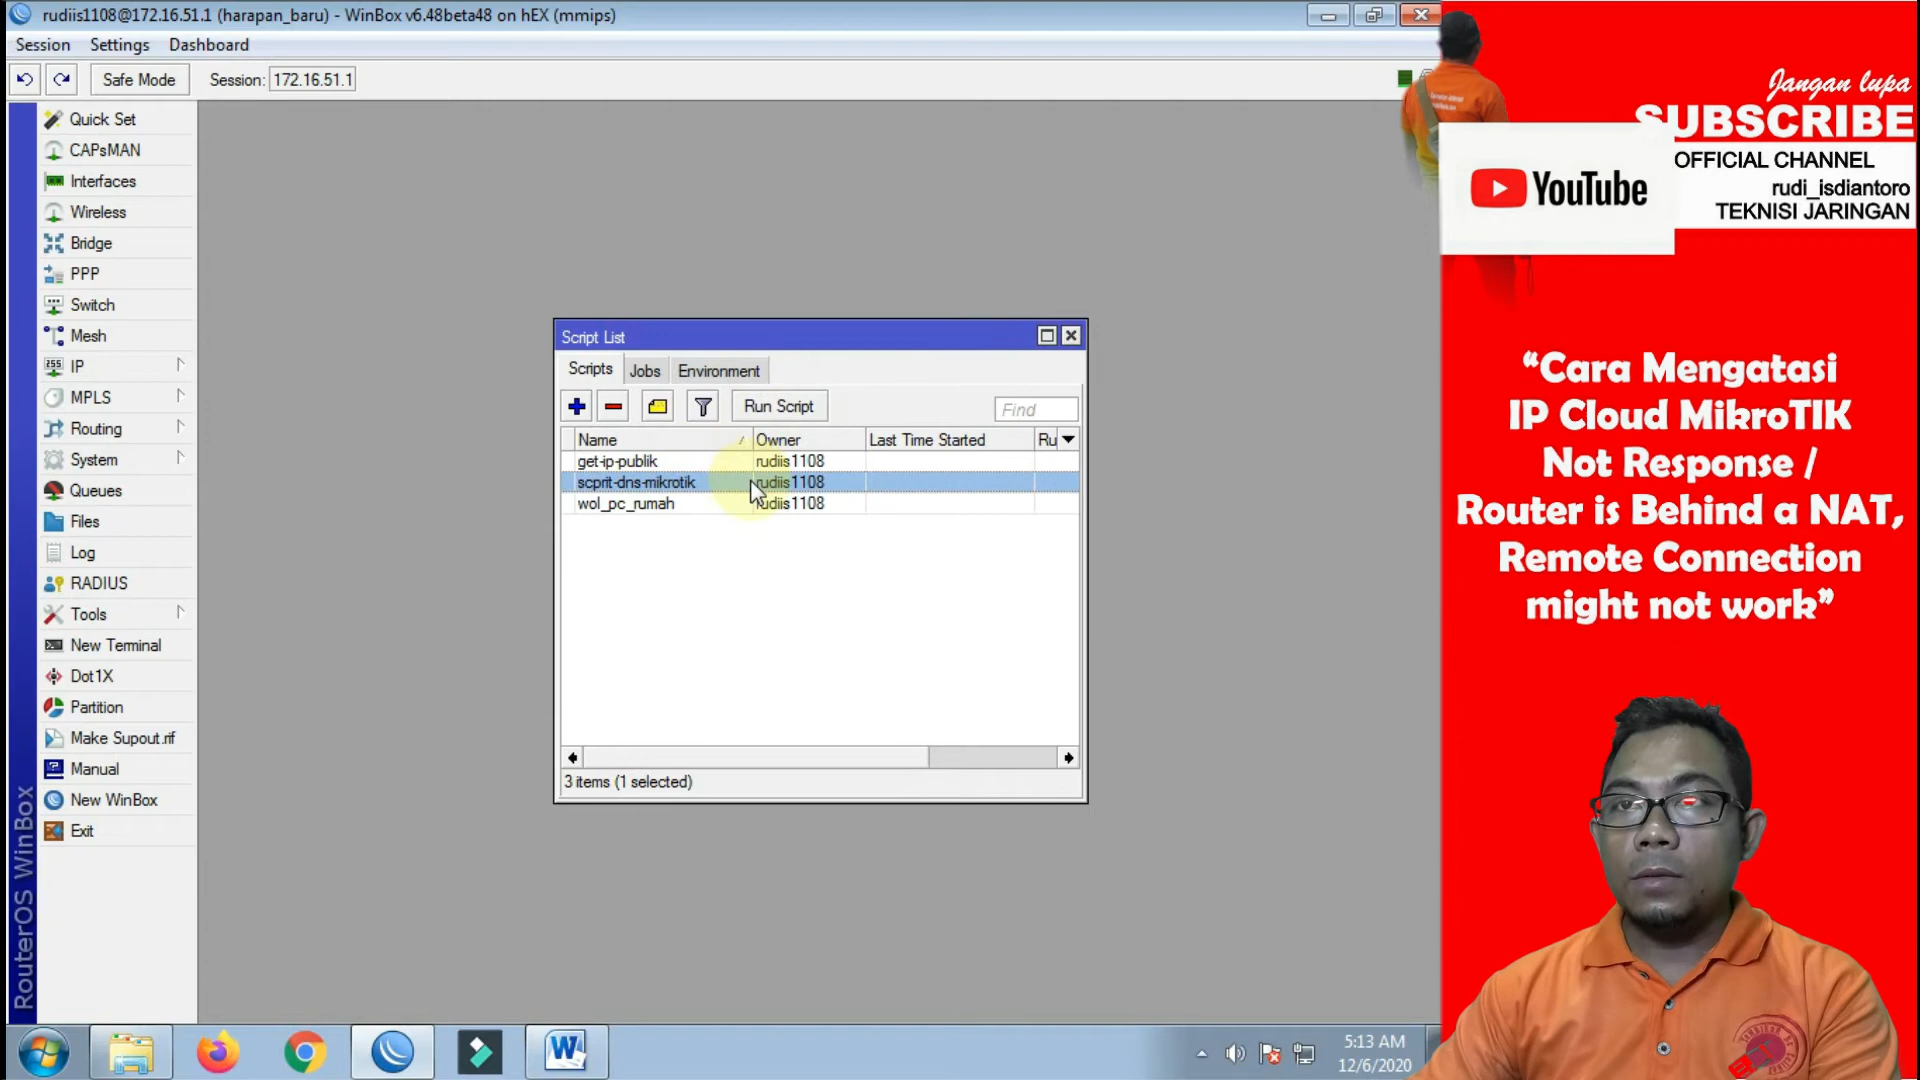 rudiis1108@172.16.51.1 (harapan_baru) - WinBox v6.48beta48 on hEX (mmips)
Session Settings Dashboard
Safe Mode Session: 172.16.51.1
Quick Set
CAPsMAN
Interfaces
Wireless
Bridge
PPP
Switch
Mesh
IP
MPLS
Routing
System
Queues
Files
Log
RADIUS
Tools
New Terminal
Dot1X
Partition
Make Supout.rif
Manual
New WinBox
Exit
RouterOS WinBox
Script List
Scripts Jobs Environment
Run Script Find
Name Owner Last Time Started Ru
get-ip-publik rudiis1108
scprit-dns-mikrotik rudiis1108
wol_pc_rumah rudiis1108
3 items (1 selected)
5:13 AM
12/6/2020
Jangan lupa
SUBSCRIBE
OFFICIAL CHANNEL
rudi_isdiantoro
TEKNISI JARINGAN
YouTube
“Cara Mengatasi
IP Cloud MikroTIK
Not Response /
Router is Behind a NAT,
Remote Connection
might not work”